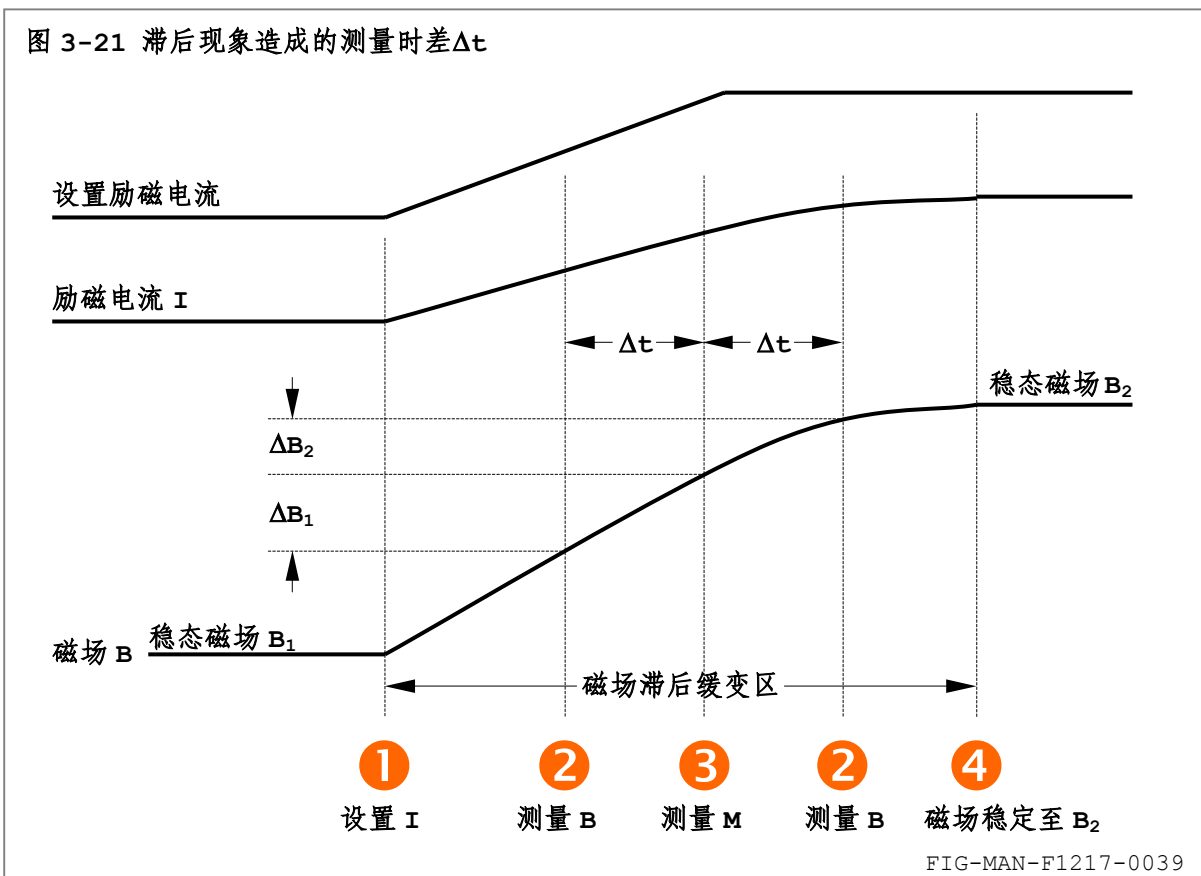 图 3-21 滞后现象造成的测量时差Δt
设置励磁电流
励磁电流 I
Δt
Δt
稳态磁场 B₂
ΔB₂
ΔB₁
磁场 B
稳态磁场 B₁
磁场滞后缓变区
1
2
3
2
4
设置 I
测量 B
测量 M
测量 B
磁场稳定至 B₂
FIG-MAN-F1217-0039